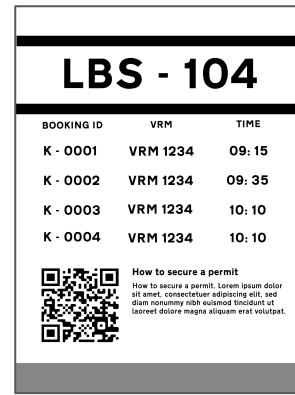 LBS - 104
BOOKING ID VRM TIME
K - 0001 VRM 1234 09: 15
K - 0002 VRM 1234 09: 35
K - 0003 VRM 1234 10: 10
K - 0004 VRM 1234 10: 10
How to secure a permit
How to secure a permit. Lorem ipsum dolor
sit amet, consectetuer adipiscing elit, sed
diam nonummy nibh euismod tincidunt ut
laoreet dolore magna aliquam erat volutpat.